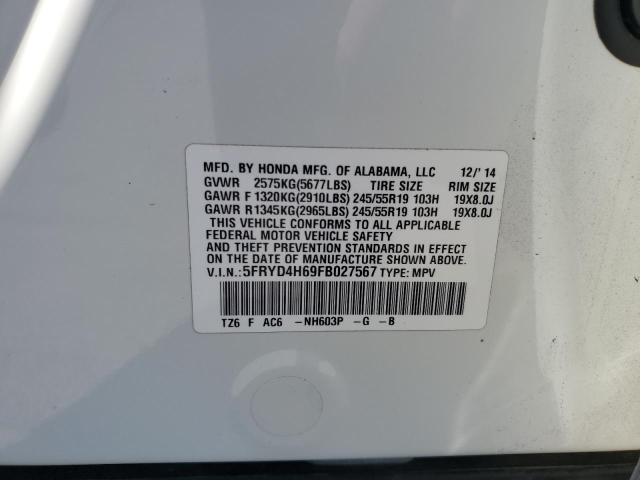 MFD. BY HONDA MFG. OF ALABAMA, LLC 12/' 14
GVWR 2575KG(5677LBS) TIRE SIZE RIM SIZE
GAWR F 1320KG(2910LBS) 245/55R19 103H 19X8.0J
GAWR R 1345KG(2965LBS) 245/55R19 103H 19X8.0J
THIS VEHICLE CONFORMS TO ALL APPLICABLE
FEDERAL MOTOR VEHICLE SAFETY
AND THEFT PREVENTION STANDARDS IN EFFECT
ON THE DATE OF MANUFACTURE SHOWN ABOVE.
V.I.N.: 5FRYD4H69FB027567 TYPE: MPV
TZ6 F AC6 -NH603P -G -B